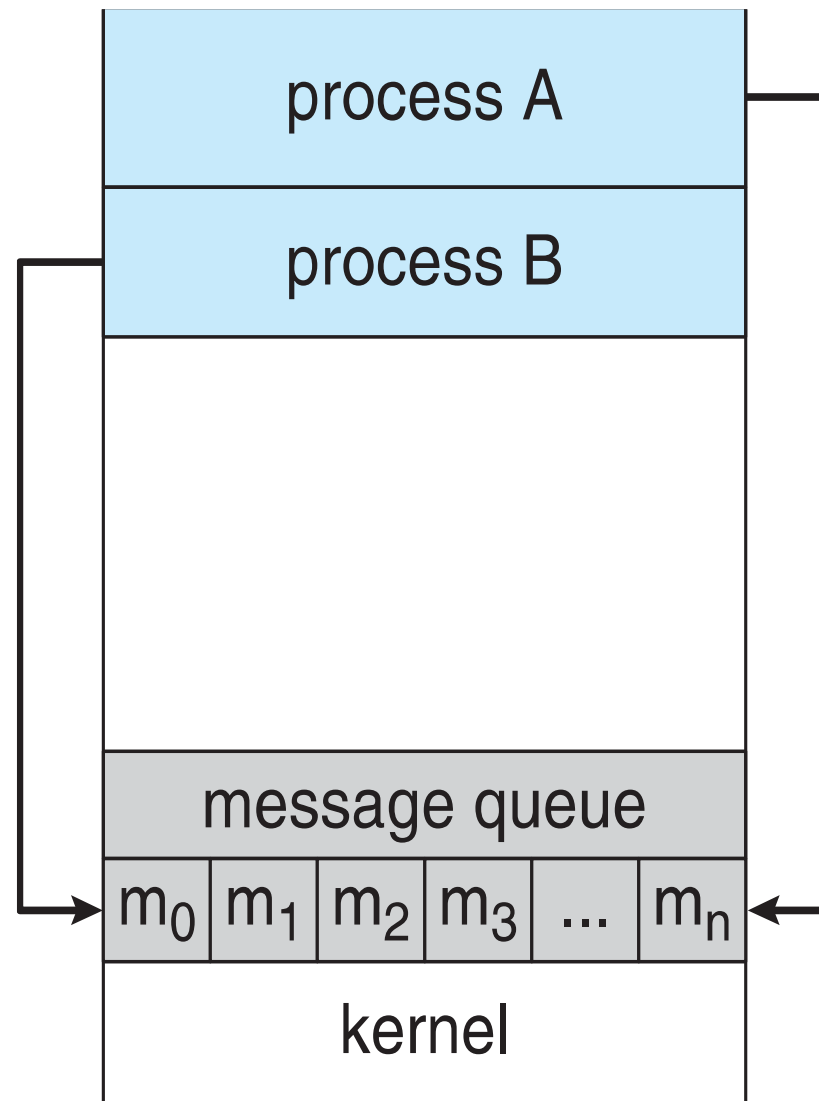 process A
process B
message queue
m₀ m₁ m₂ m₃ ... mₙ
kernel